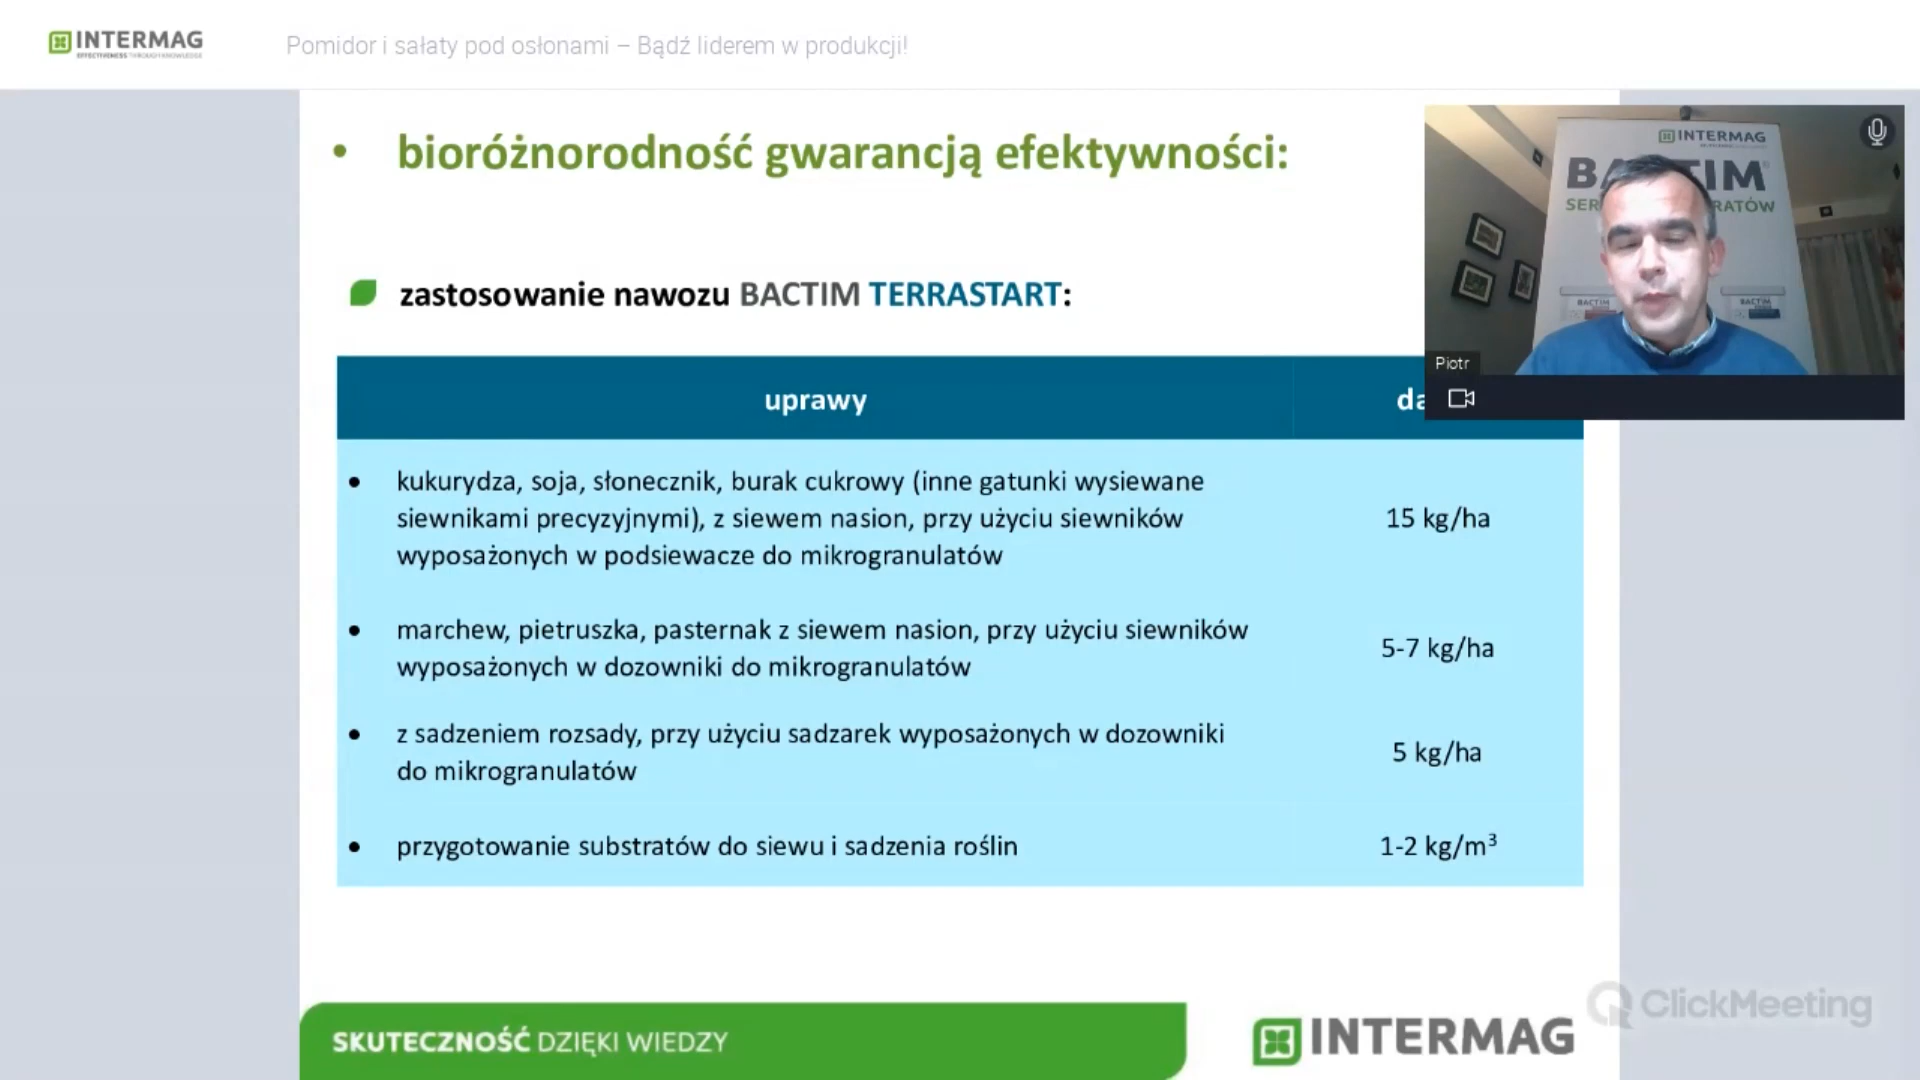 INTERMAG
EFFECTIVENESS THROUGH KNOWLEDGE
Pomidor i sałaty pod osłonami – Bądź liderem w produkcji!
• bioróżnorodność gwarancją efektywności:
zastosowanie nawozu BACTIM TERRASTART:
INTERMAG
BACTIM
Piotr
uprawy
• kukurydza, soja, słonecznik, burak cukrowy (inne gatunki wysiewane
siewnikami precyzyjnymi), z siewem nasion, przy użyciu siewników
wyposażonych w podsiewacze do mikrogranulatów
15 kg/ha
• marchew, pietruszka, pasternak z siewem nasion, przy użyciu siewników
wyposażonych w dozowniki do mikrogranulatów
5-7 kg/ha
• z sadzeniem rozsady, przy użyciu sadzarek wyposażonych w dozowniki
do mikrogranulatów
5 kg/ha
• przygotowanie substratów do siewu i sadzenia roślin
1-2 kg/m³
SKUTECZNOŚĆ DZIĘKI WIEDZY
INTERMAG
ClickMeeting